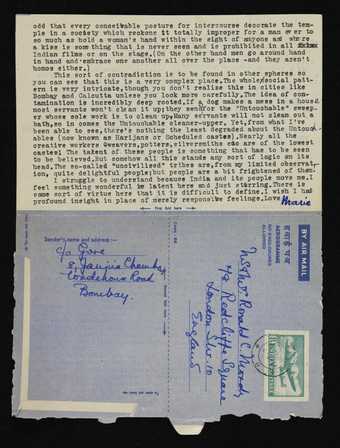 odd that every conceivable posture for intercourse decorate the tem-
ple in a society which reckons it totally improper for a man ever to
so much as hold a woman's hand within the sight of anyone and where
a kiss is some thing that is never seen and is prohibited in all
Indian films or on the stage.(On the other hand men go around hand
in hand and embrace one another all over the place -and they aren't
homos either.)
This sort of contradiction is to be found in other spheres so
you can see that this is a very complex place.The whole social patt-
ern is very intricate,though you don't realise this in cities like
Bombay and Calcutta unless you look more carefully.The idea of con-
tamination is incredibly deep rooted.If a dog makes a mess in a house
most servants won't clean it up they send for the "Untouchable" sweep-
er whose sole work is to clean up.Many servants will not clean out a
bath,so in comes the Untouchable cleaner-upper. Yet,from what I've
been able to see,there's nothing the least degraded about the Untouch-
ables (now known as Harijans or Scheduled castes).Nearly all the
creative workers (weavers,potters,silversmiths etc are of the lowest
castes) The talent of these people is something that has to be seen
to be believed.But somehow all this stands any sort of logic on its
head.The so-called "uncivilised" tribes are,from my limited observat-
ion, quite delightful people;but people are a bit frightened of them.
I struggle to understand because India and its people move me.I
feel something wonderful is latent here and just stirring.There is
some sort of virtue here that it is difficult to define.I wish I had
profound insight in place of merely responsive feelings.Love
Marie
Sender's name and address:—
c/o Gore
Road
Bombay.
BY AIR MAIL
AEROGRAMME
Mr & Mrs Ronald C Moody
Redcliffe Square
London S.W. 10
England